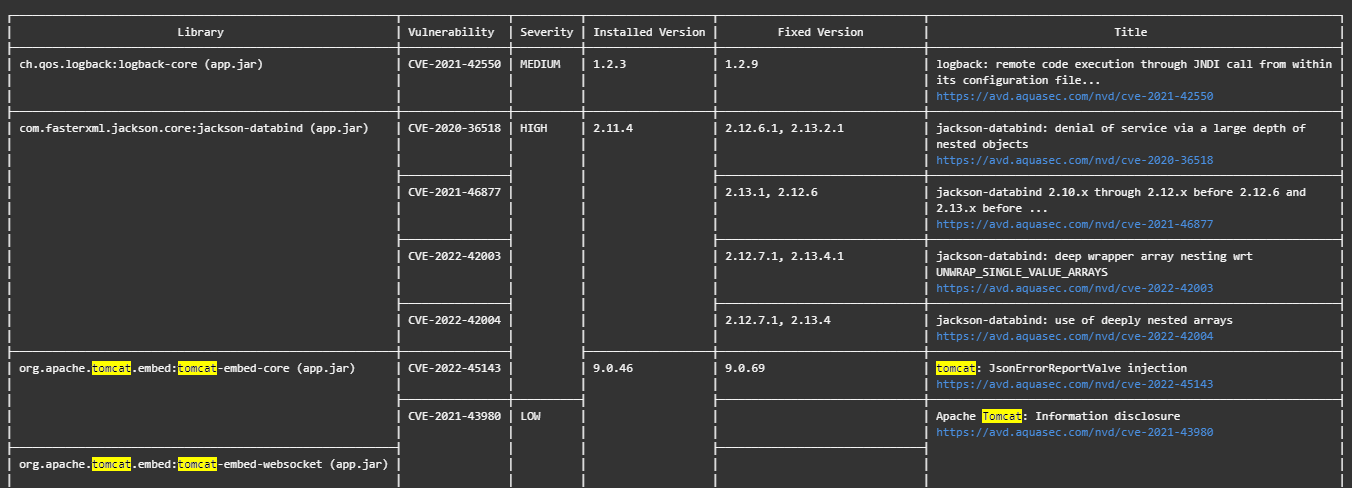 Library Vulnerability Severity Installed Version Fixed Version Title
ch.qos.logback:logback-core (app.jar) CVE-2021-42550 MEDIUM 1.2.3 1.2.9 logback: remote code execution through JNDI call from within
its configuration file...
https://avd.aquasec.com/nvd/cve-2021-42550
com.fasterxml.jackson.core:jackson-databind (app.jar) CVE-2020-36518 HIGH 2.11.4 2.12.6.1, 2.13.2.1 jackson-databind: denial of service via a large depth of
nested objects
https://avd.aquasec.com/nvd/cve-2020-36518
CVE-2021-46877 2.13.1, 2.12.6 jackson-databind 2.10.x through 2.12.x before 2.12.6 and
2.13.x before ...
https://avd.aquasec.com/nvd/cve-2021-46877
CVE-2022-42003 2.12.7.1, 2.13.4.1 jackson-databind: deep wrapper array nesting wrt
UNWRAP_SINGLE_VALUE_ARRAYS
https://avd.aquasec.com/nvd/cve-2022-42003
CVE-2022-42004 2.12.7.1, 2.13.4 jackson-databind: use of deeply nested arrays
https://avd.aquasec.com/nvd/cve-2022-42004
org.apache.tomcat.embed:tomcat-embed-core (app.jar) CVE-2022-45143 9.0.46 9.0.69 tomcat: JsonErrorReportValve injection
https://avd.aquasec.com/nvd/cve-2022-45143
CVE-2021-43980 LOW Apache Tomcat: Information disclosure
https://avd.aquasec.com/nvd/cve-2021-43980
org.apache.tomcat.embed:tomcat-embed-websocket (app.jar)